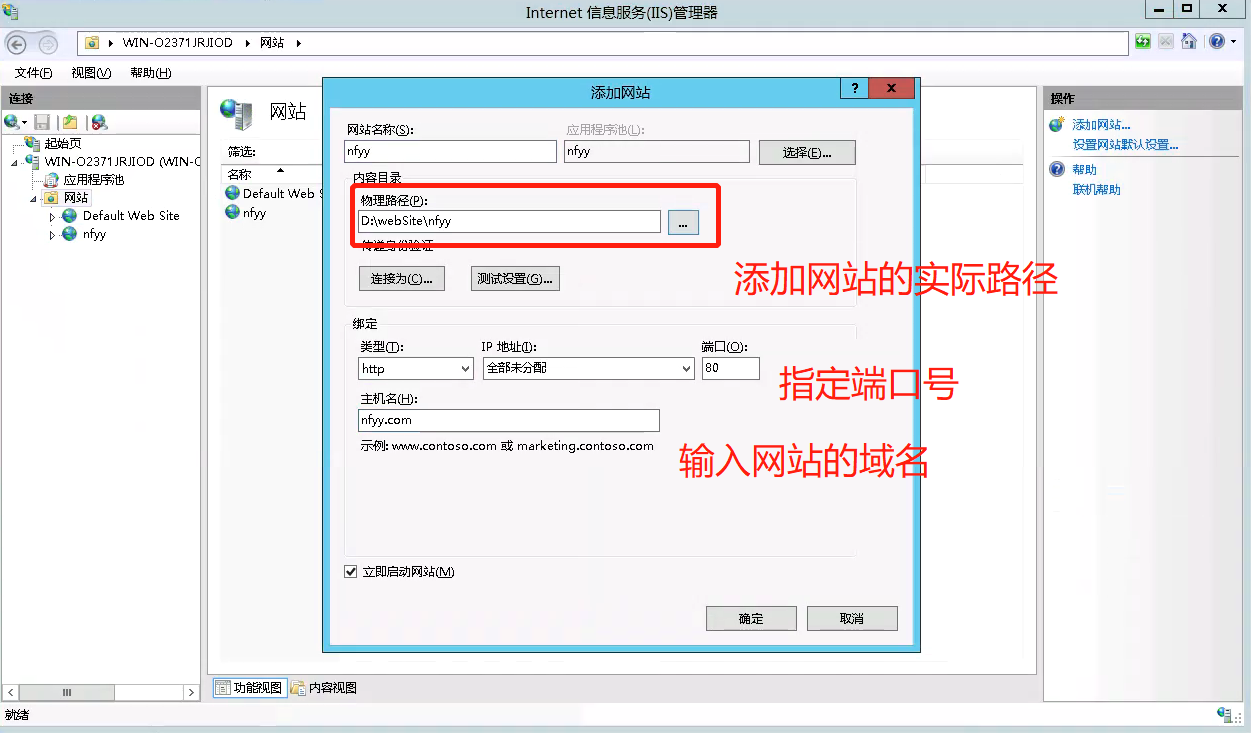 Internet 信息服务(IIS)管理器
WIN-O2371JRJIOD 网站
文件(F) 视图(V) 帮助(H)
连接
起始页
WIN-O2371JRJIOD (WIN-O
应用程序池
网站
Default Web Site
nfyy
网站
筛选:
名称
Default Web S
nfyy
添加网站
网站名称(S):
应用程序池(L):
nfyy
nfyy
选择(E)...
内容目录
物理路径(P):
D:\webSite\nfyy
...
传递身份验证
连接为(C)...
测试设置(G)...
添加网站的实际路径
绑定
类型(T):
IP 地址(I):
端口(O):
http
全部未分配
80
指定端口号
主机名(H):
nfyy.com
示例: www.contoso.com 或 marketing.contoso.com
输入网站的域名
立即启动网站(M)
确定
取消
操作
添加网站...
设置网站默认设置...
帮助
联机帮助
功能视图
内容视图
就绪